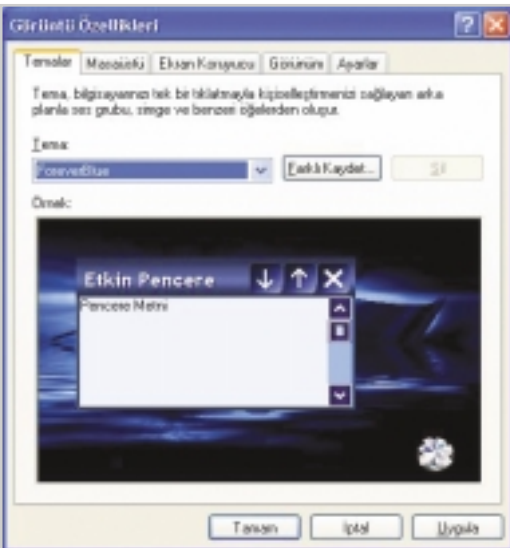 Görüntü Özellikleri
Temalar Masaüstü Ekran Koruyucu Görünüm Ayarlar
Tema, bilgisayarınızı tek bir tıklatmayla kişiselleştirmenizi sağlayan arka
planla ses grubu, simge ve benzeri öğelerden oluşur.
Tema:
ForeverBlue Farklı Kaydet... Sil
Örnek:
Etkin Pencere
Pencere Metni
Tamam İptal Uygula